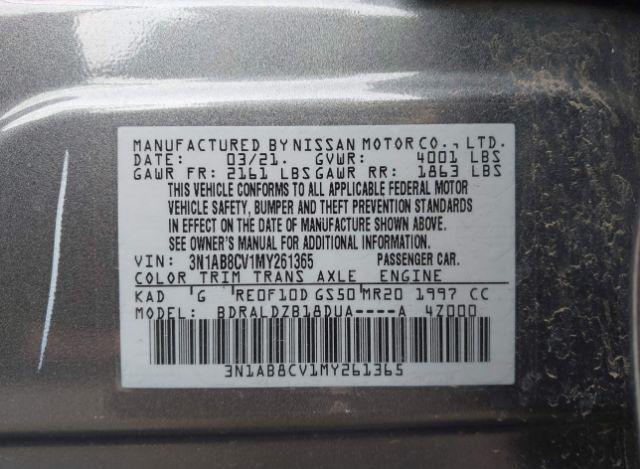 MANUFACTURED BY NISSAN MOTOR CO., LTD.
DATE: 03/21. GVWR: 4001 LBS
GAWR FR: 2161 LBS GAWR RR: 1863 LBS
THIS VEHICLE CONFORMS TO ALL APPLICABLE FEDERAL MOTOR
VEHICLE SAFETY, BUMPER AND THEFT PREVENTION STANDARDS
IN EFFECT ON THE DATE OF MANUFACTURE SHOWN ABOVE.
SEE OWNER'S MANUAL FOR ADDITIONAL INFORMATION.
VIN: 3N1AB8CV1MY261365 PASSENGER CAR.
COLOR TRIM TRANS AXLE ENGINE
KAD G RE0F10D GS50 MR20 1997 CC
BDRALDZB18DUA----A 4Z000
3N1AB8CV1MY261365